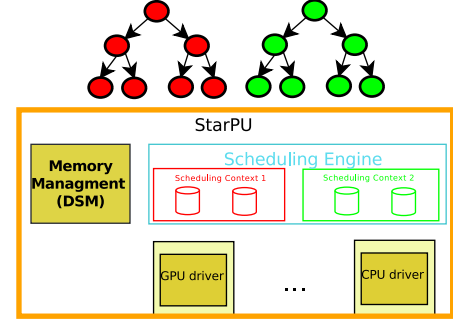 StarPU
Memory
Managment
(DSM)
Scheduling Engine
Scheduling Context 1
Scheduling Context 2
GPU driver
...
CPU driver